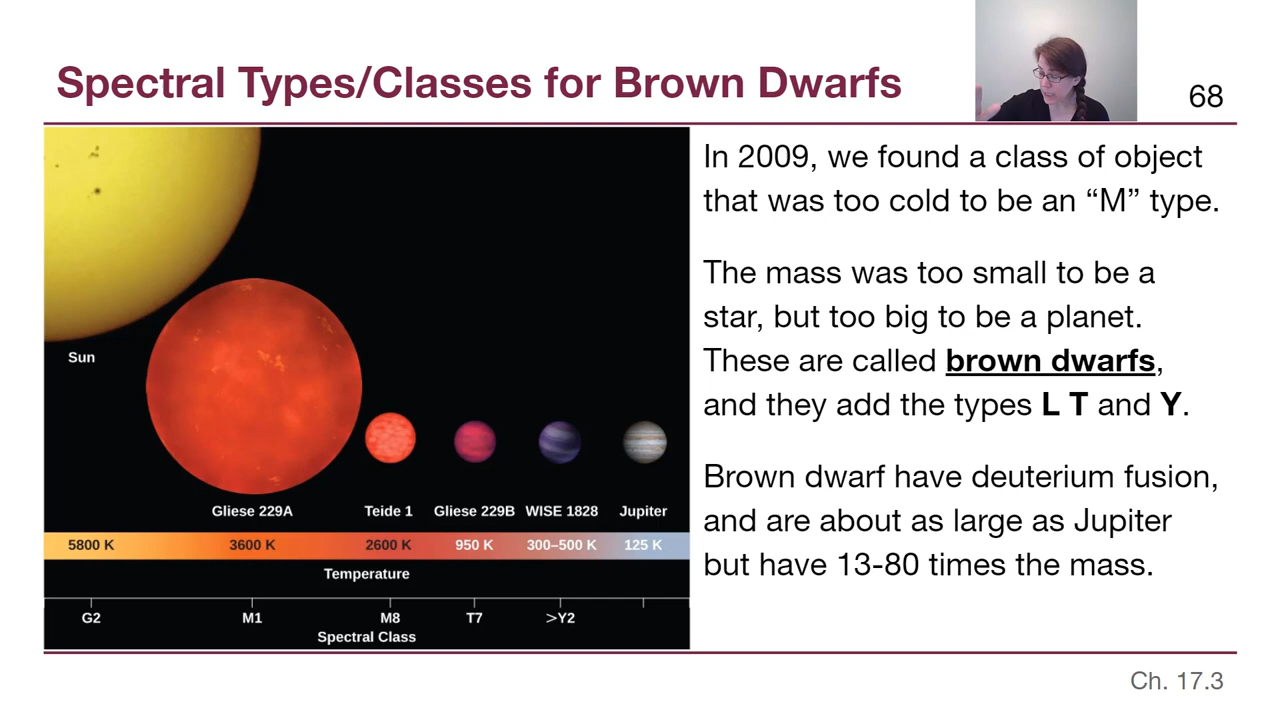 Spectral Types/Classes for Brown Dwarfs
68
In 2009, we found a class of object
that was too cold to be an “M” type.
The mass was too small to be a
star, but too big to be a planet.
These are called brown dwarfs,
and they add the types L T and Y.
Brown dwarf have deuterium fusion,
and are about as large as Jupiter
but have 13-80 times the mass.
Sun
Gliese 229A Teide 1 Gliese 229B WISE 1828 Jupiter
5800 K 3600 K 2600 K 950 K 300–500 K 125 K
Temperature
G2 M1 M8 T7 >Y2
Spectral Class
Ch. 17.3